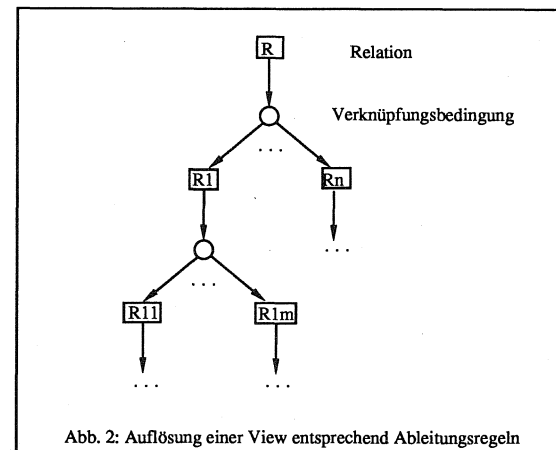 R Relation
Verknüpfungsbedingung
. . .
R1 Rn
. . .
. . .
R11 R1m
. . . . . .
Abb. 2: Auflösung einer View entsprechend Ableitungsregeln